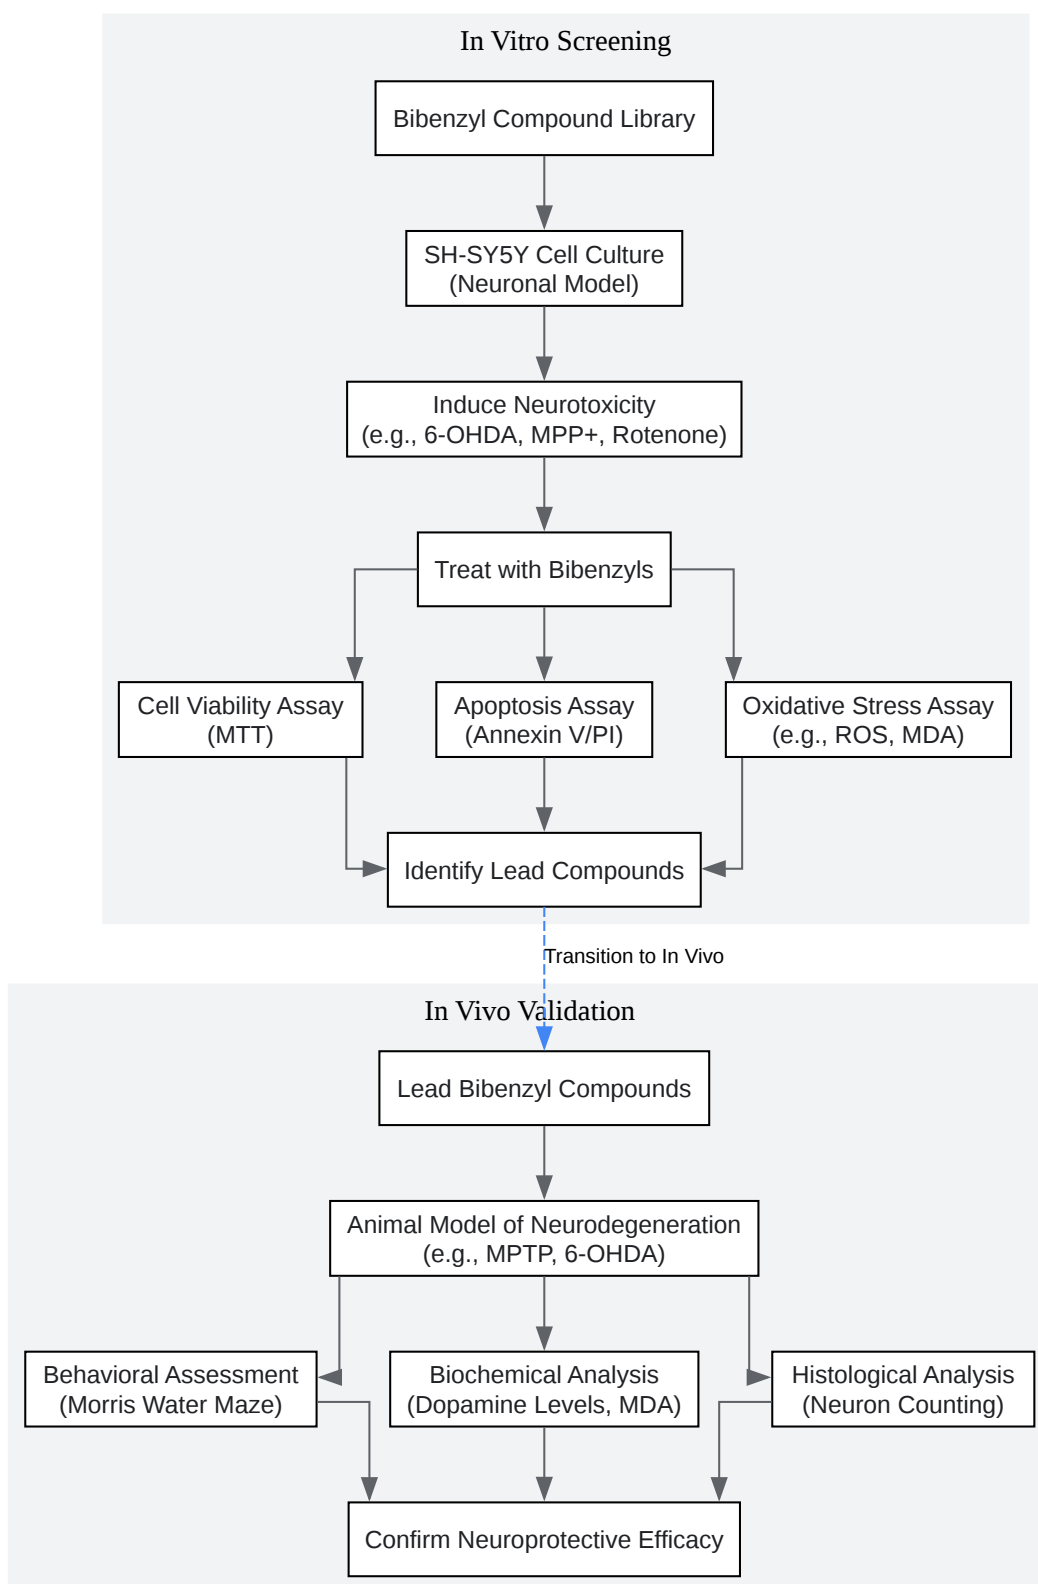 In Vitro Screening
Bibenzyl Compound Library
SH-SY5Y Cell Culture
(Neuronal Model)
Induce Neurotoxicity
(e.g., 6-OHDA, MPP+, Rotenone)
Treat with Bibenzyls
Cell Viability Assay
(MTT)
Apoptosis Assay
(Annexin V/PI)
Oxidative Stress Assay
(e.g., ROS, MDA)
Identify Lead Compounds
Transition to In Vivo
In Vivo Validation
Lead Bibenzyl Compounds
Animal Model of Neurodegeneration
(e.g., MPTP, 6-OHDA)
Behavioral Assessment
(Morris Water Maze)
Biochemical Analysis
(Dopamine Levels, MDA)
Histological Analysis
(Neuron Counting)
Confirm Neuroprotective Efficacy